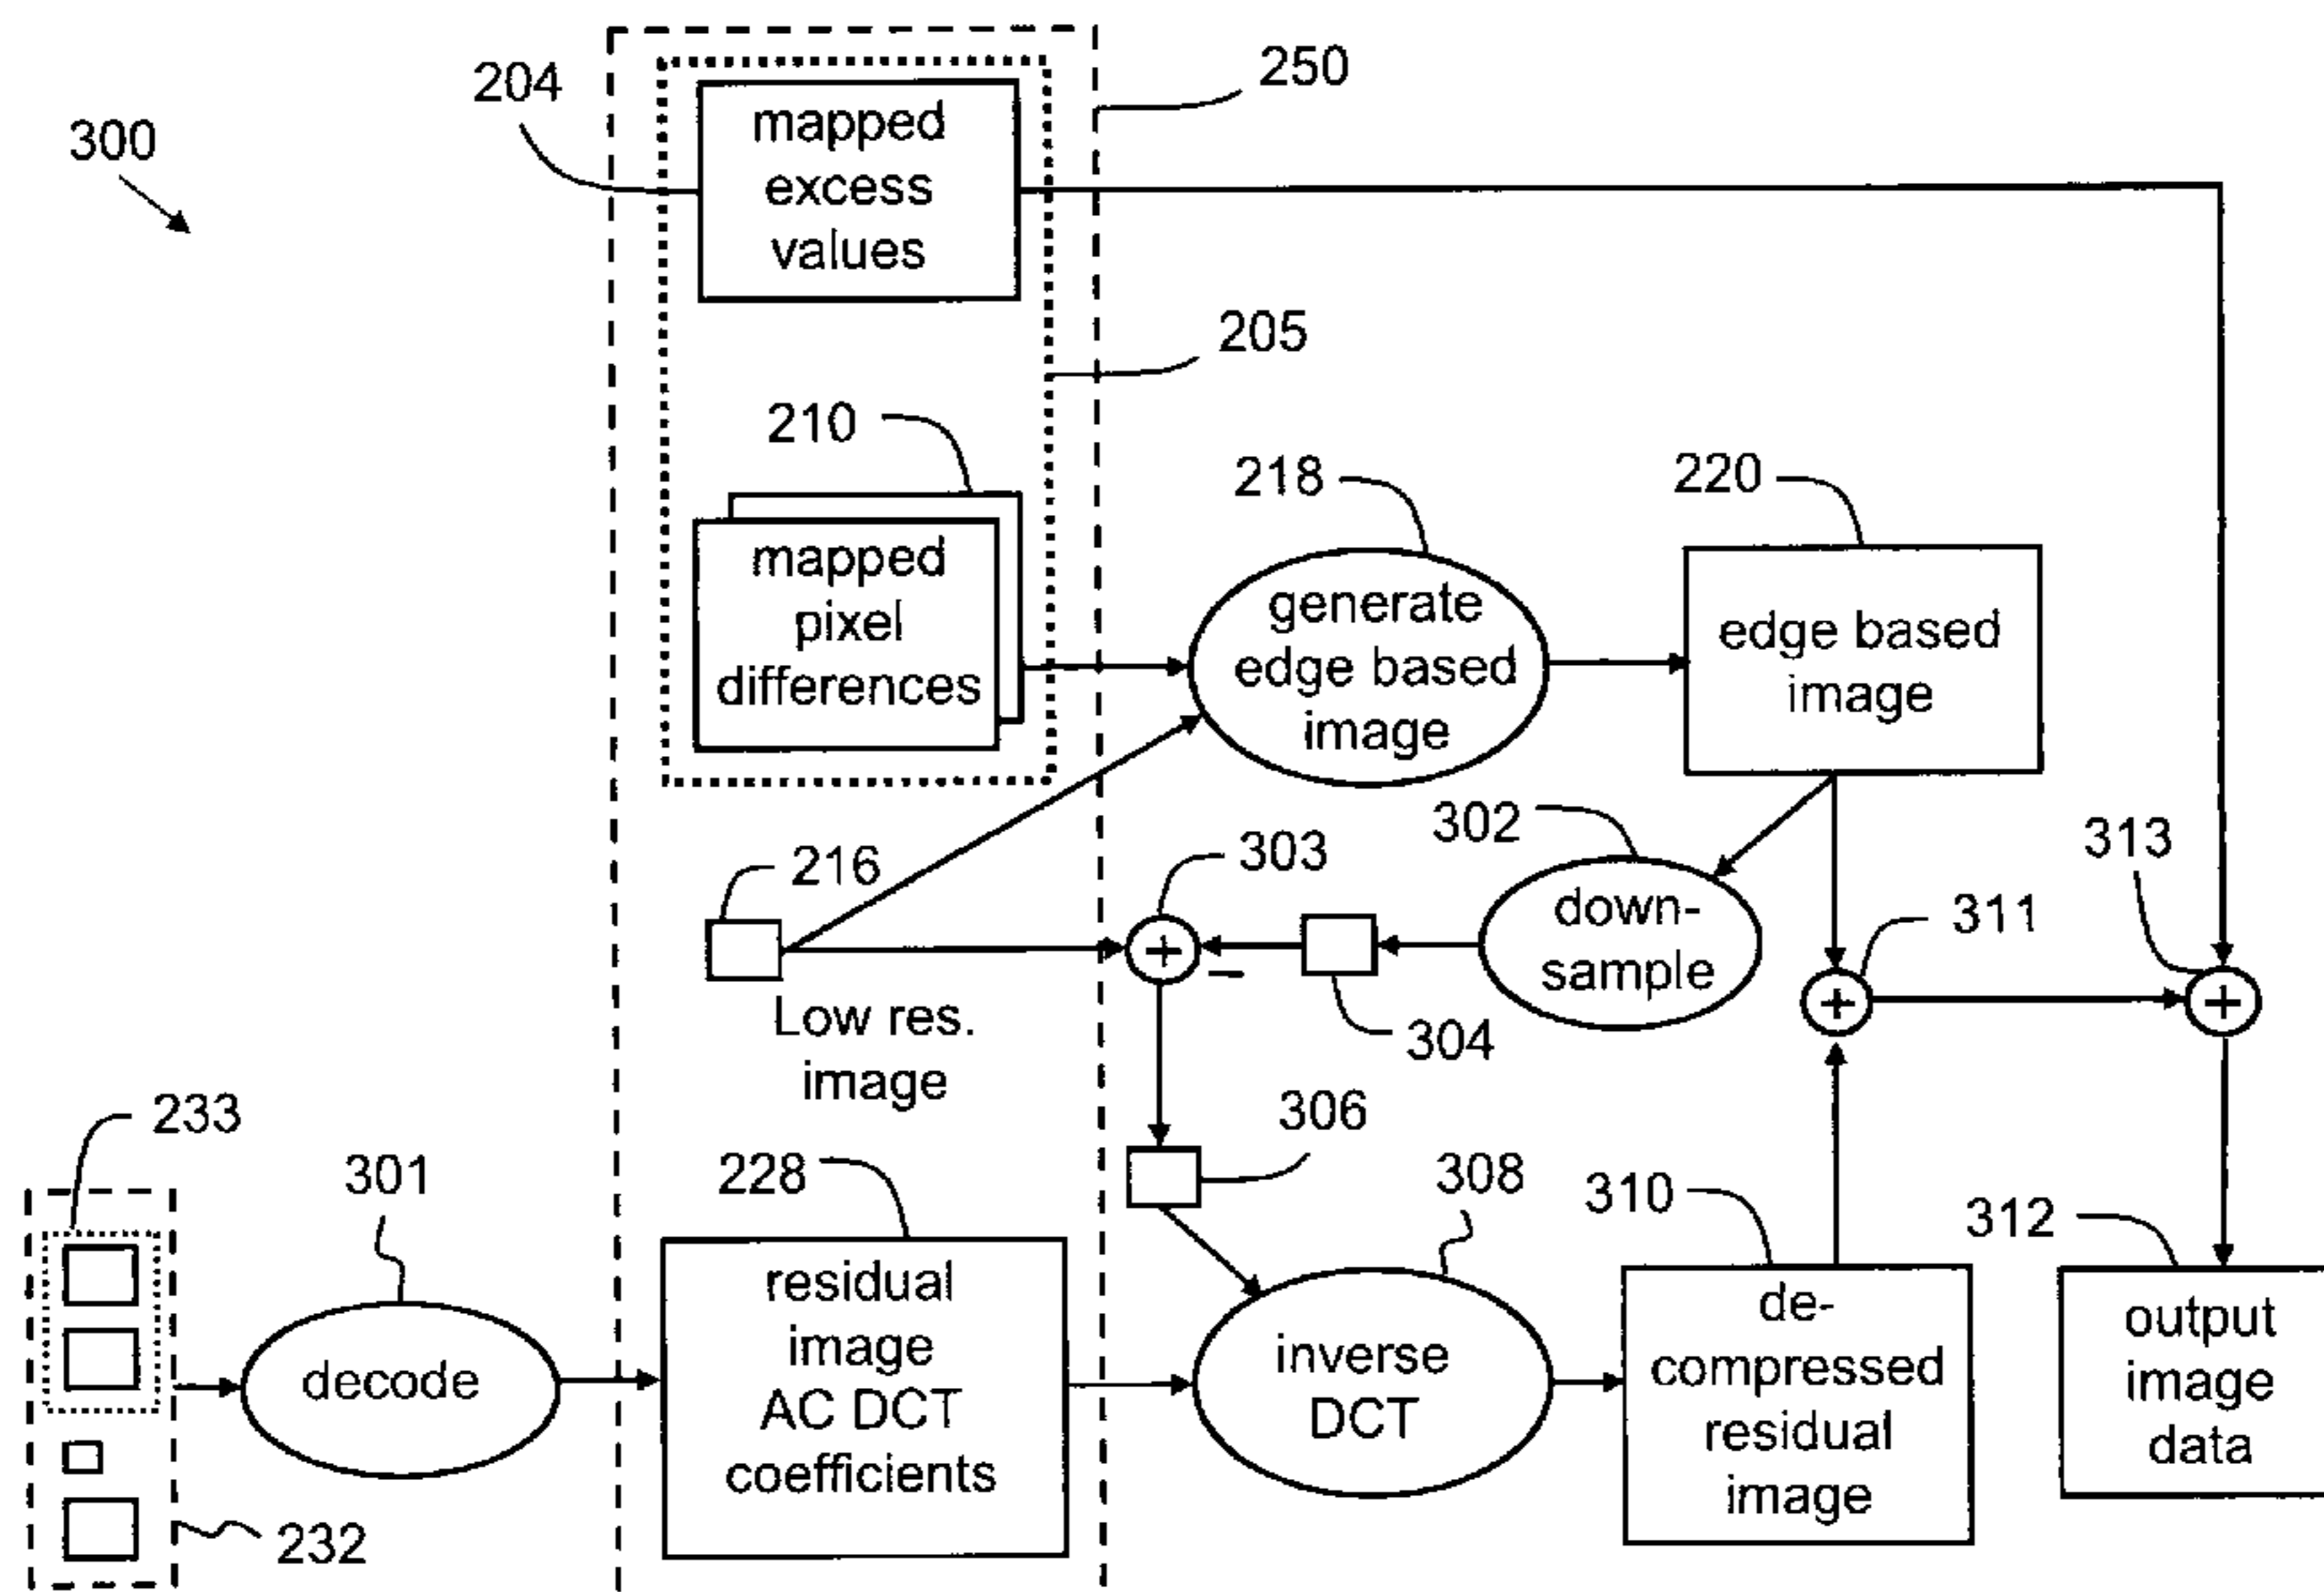 300
204
mapped
excess
values
250
205
210
mapped
pixel
differences
218
generate
edge based
image
220
edge based
image
216
Low res.
image
303
+
−
304
302
down-
sample
311
+
313
+
233
232
301
decode
228
residual
image
AC DCT
coefficients
306
308
inverse
DCT
310
de-
compressed
residual
image
312
output
image
data